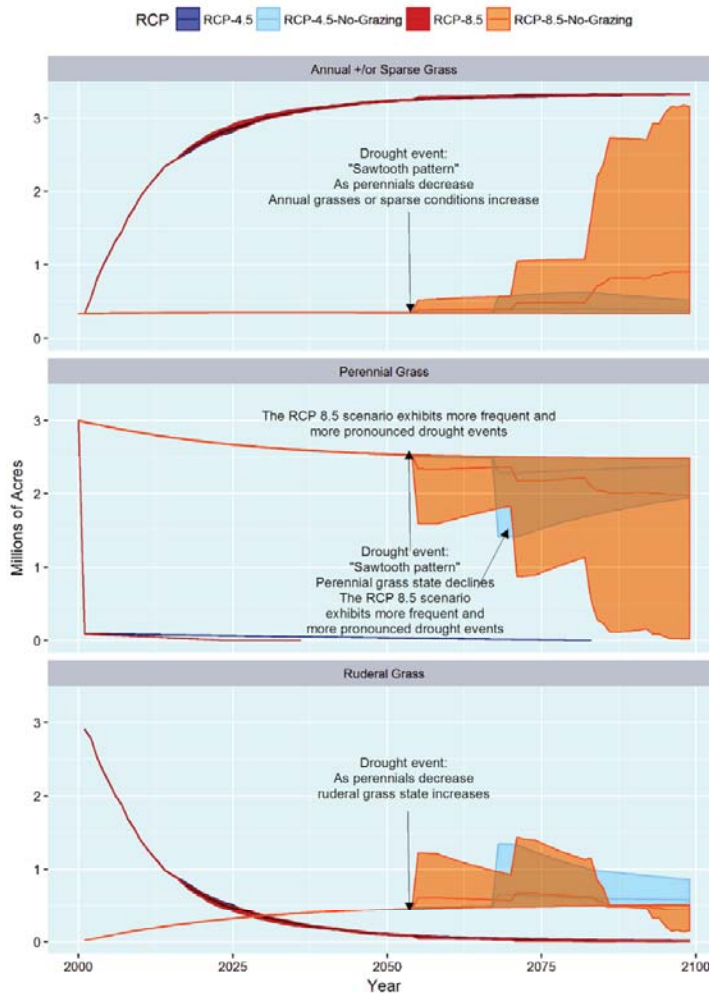 RCP RCP-4.5 RCP-4.5-No-Grazing RCP-8.5 RCP-8.5-No-Grazing
Annual +/or Sparse Grass
3
2
1
0
Drought event:
"Sawtooth pattern"
As perennials decrease
Annual grasses or sparse conditions increase
Perennial Grass
3
2
1
0
The RCP 8.5 scenario exhibits more frequent and
more pronounced drought events
Drought event:
"Sawtooth pattern"
Perennial grass state declines
The RCP 8.5 scenario
exhibits more frequent and
more pronounced drought events
Millions of Acres
Ruderal Grass
3
2
1
0
Drought event:
As perennials decrease
ruderal grass state increases
2000 2025 2050 2075 2100
Year